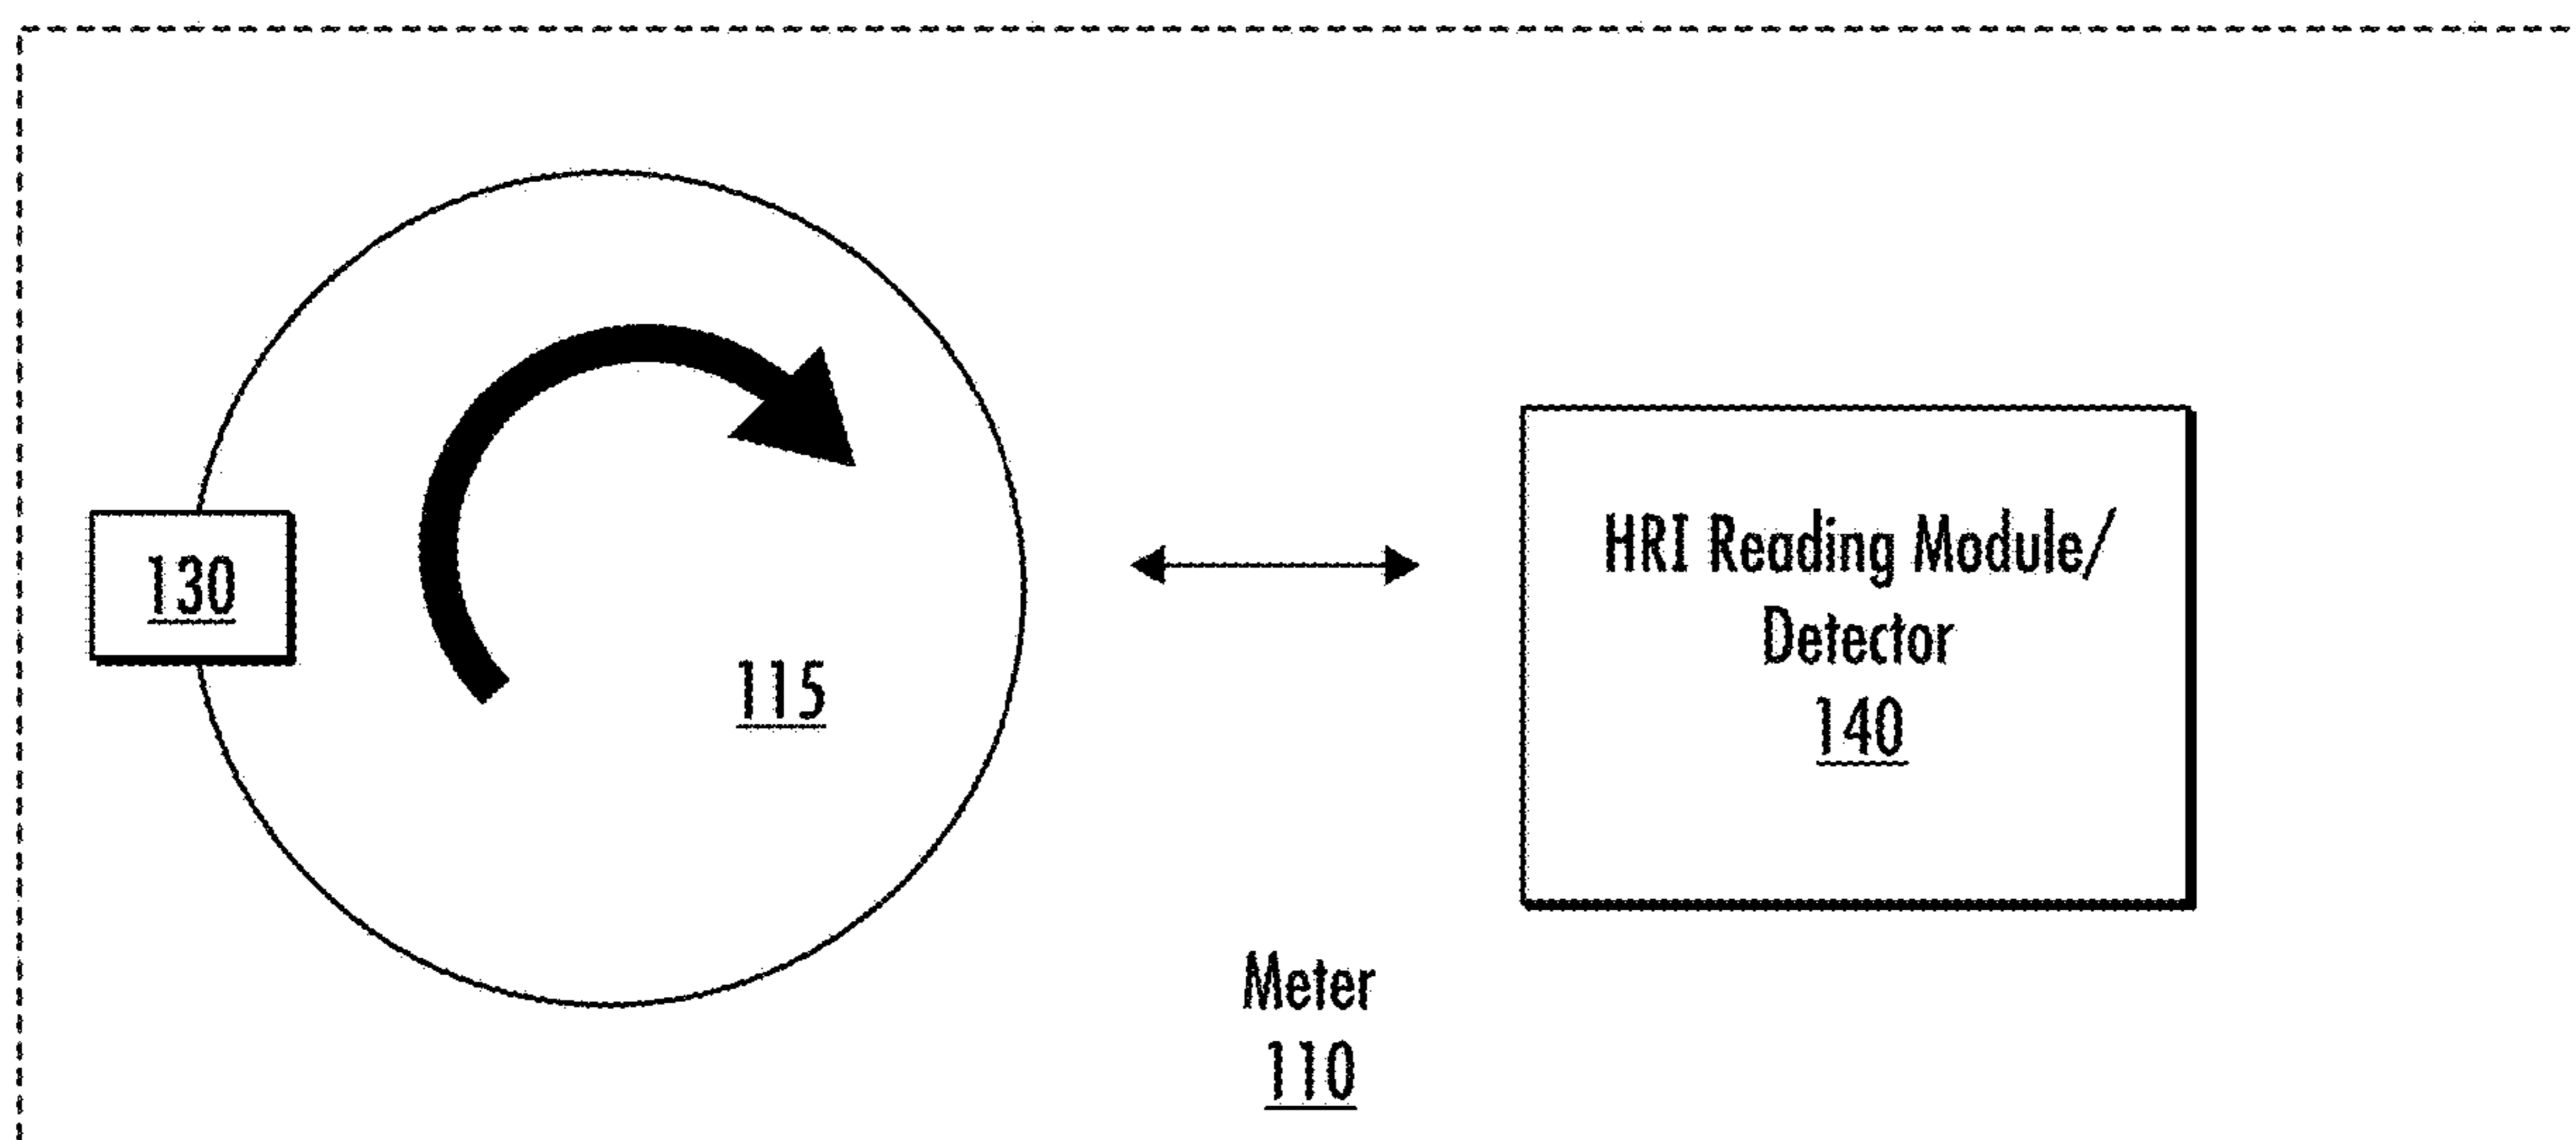 130
115
HRI Reading Module/
Detector
140
Meter
110